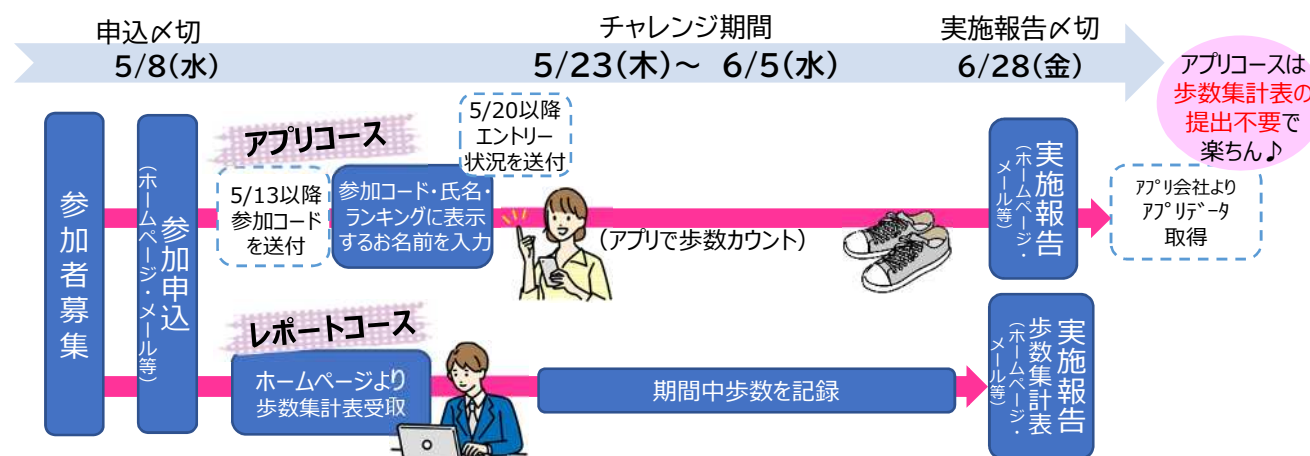 申込〆切
5/8(水)
チャレンジ期間
5/23(木)～ 6/5(水)
実施報告〆切
6/28(金)
アプリコースは
歩数集計表の
提出不要で
楽ちん♪
参加者募集
参加申込
(ホームページ・メール等)
アプリコース
5/13以降
参加コード
を送付
参加コード・氏名・
ランキングに表示
するお名前を入力
5/20以降
エントリー
状況を送付
(アプリで歩数カウント)
実施報告
(ホームページ・
メール等)
ｱﾌﾟﾘ会社より
ｱﾌﾟﾘﾃﾞｰﾀ
取得
レポートコース
ホームページより
歩数集計表受取
期間中歩数を記録
実施報告
歩数集計表
(ホームページ・
メール等)